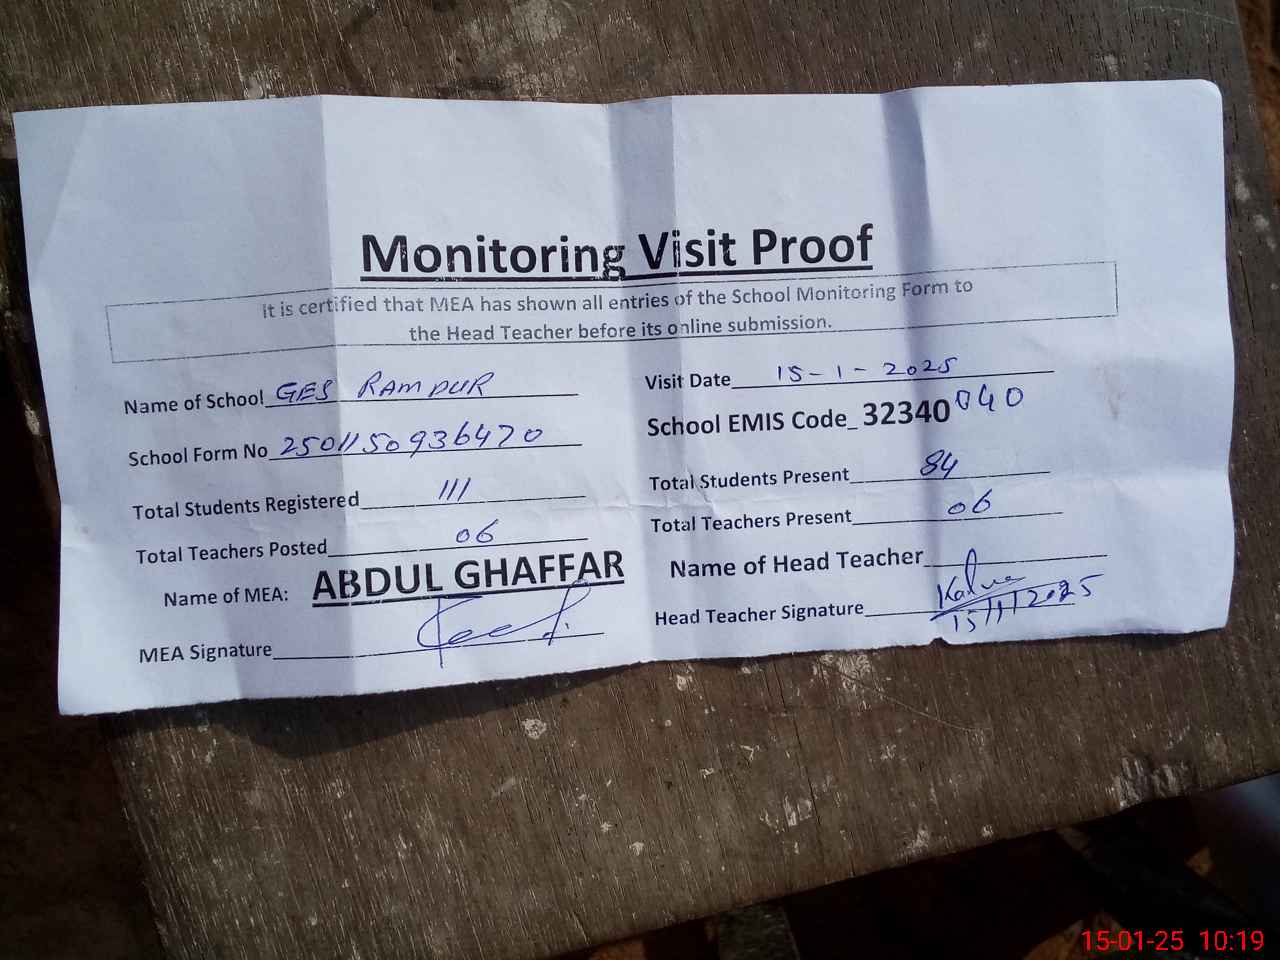 Monitoring Visit Proof
It is certified that MEA has shown all entries of the School Monitoring Form to
the Head Teacher before its online submission.
Name of School GES RAMPUR
Visit Date 15-1-2025
School Form No 2501150936470
School EMIS Code_ 32340040
Total Students Registered 111
Total Students Present 84
Total Teachers Posted 06
Total Teachers Present 06
Name of MEA: ABDUL GHAFFAR
Name of Head Teacher
MEA Signature
Head Teacher Signature
15/1/2025
15-01-25 10:19